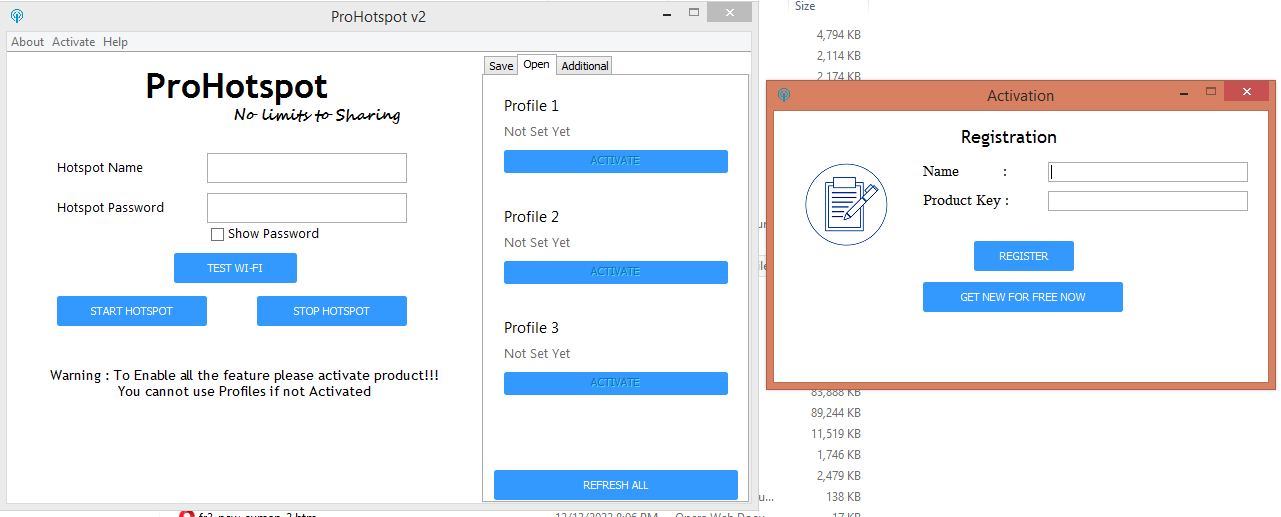 ProHotspot v2
About Activate Help
ProHotspot
No limits to Sharing
Hotspot Name
Hotspot Password
Show Password
TEST WI-FI
START HOTSPOT
STOP HOTSPOT
Warning : To Enable all the feature please activate product!!!
You cannot use Profiles if not Activated
Save Open Additional
Profile 1
Not Set Yet
ACTIVATE
Profile 2
Not Set Yet
ACTIVATE
Profile 3
Not Set Yet
ACTIVATE
REFRESH ALL
Size
4,794 KB
2,114 KB
2,174 KB
Activation
Registration
Name :
Product Key :
REGISTER
GET NEW FOR FREE NOW
83,888 KB
89,244 KB
11,519 KB
1,746 KB
2,479 KB
138 KB
17 KB